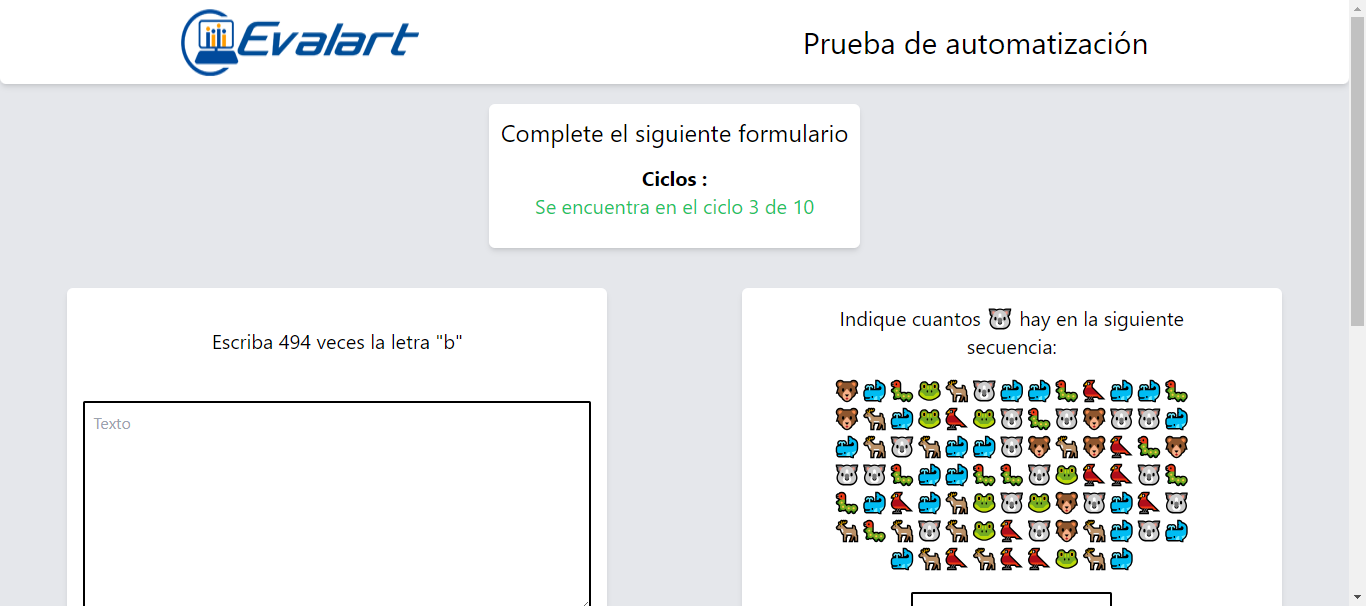 Evalart
Prueba de automatización
Complete el siguiente formulario
Ciclos :
Se encuentra en el ciclo 3 de 10
Escriba 494 veces la letra "b"
Texto
Indique cuantos 🐨 hay en la siguiente
secuencia: